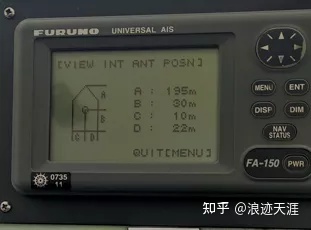 FURUNO UNIVERSAL AIS
[VIEW INT ANT POSN]
A : 195m
B : 30m
C : 10m
D : 22m
A
B
C D
QUIT[MENU]
MENU ENT
DISP DIM
NAV
STATUS
FA-150 PWR
0735
11
知乎 @浪迹天涯